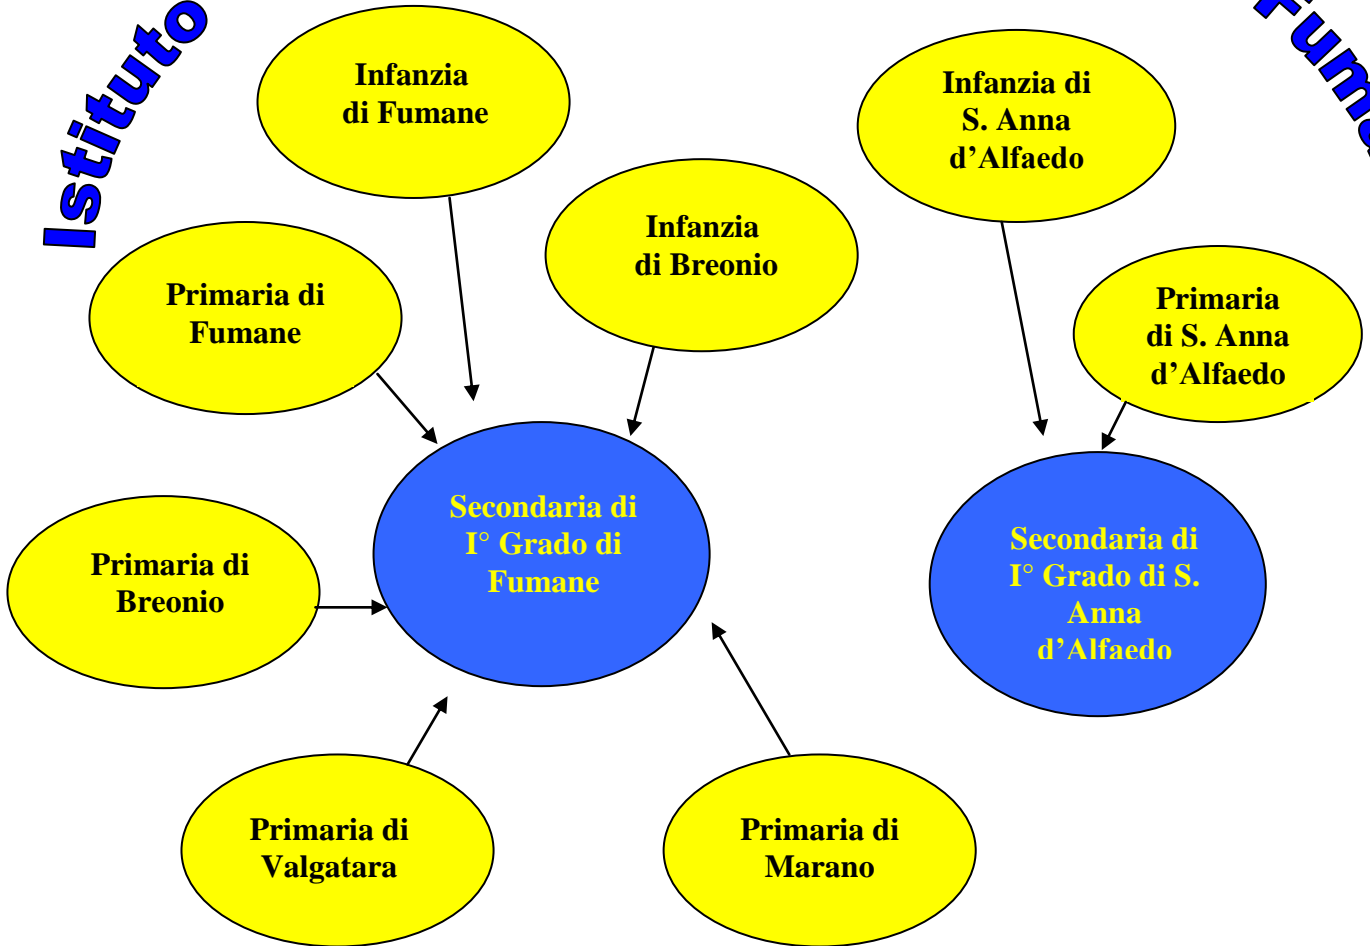 Istituto
Infanzia
di Fumane
Infanzia di
S. Anna
d’Alfaedo
Infanzia
di Breonio
Primaria di
Fumane
Primaria
di S. Anna
d’Alfaedo
Secondaria di
I° Grado di
Fumane
Secondaria di
I° Grado di S.
Anna
d’Alfaedo
Primaria di
Breonio
Primaria di
Valgatara
Primaria di
Marano